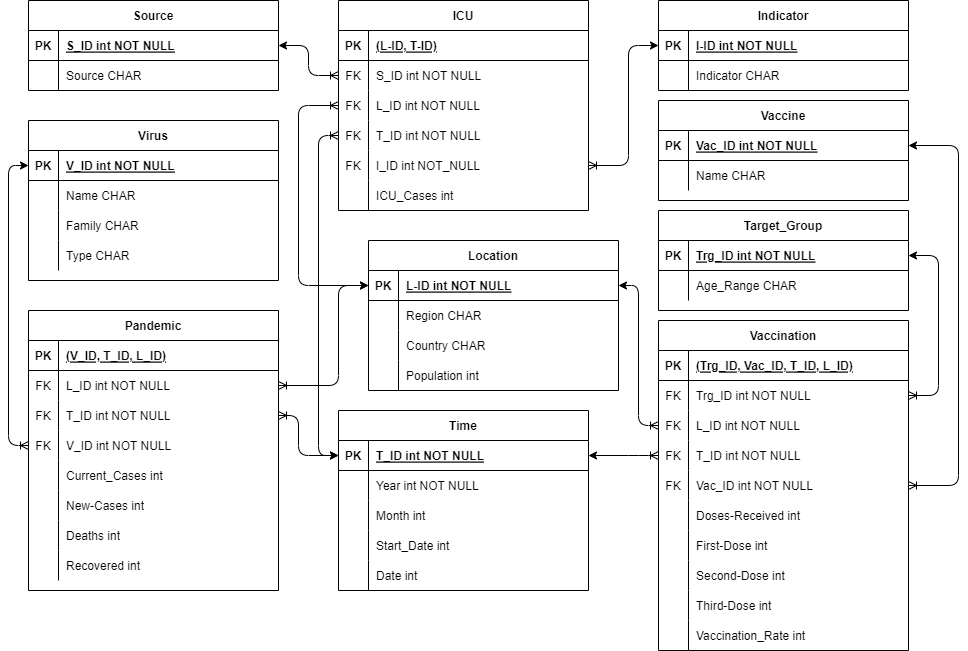 Source
PK S_ID int NOT NULL
Source CHAR
Virus
PK V_ID int NOT NULL
Name CHAR
Family CHAR
Type CHAR
Pandemic
PK (V_ID, T_ID, L_ID)
FK L_ID int NOT NULL
FK T_ID int NOT NULL
FK V_ID int NOT NULL
Current_Cases int
New-Cases int
Deaths int
Recovered int
ICU
PK (L-ID, T-ID)
FK S_ID int NOT NULL
FK L_ID int NOT NULL
FK T_ID int NOT NULL
FK I_ID int NOT_NULL
ICU_Cases int
Location
PK L-ID int NOT NULL
Region CHAR
Country CHAR
Population int
Time
PK T_ID int NOT NULL
Year int NOT NULL
Month int
Start_Date int
Date int
Indicator
PK I-ID int NOT NULL
Indicator CHAR
Vaccine
PK Vac_ID int NOT NULL
Name CHAR
Target_Group
PK Trg_ID int NOT NULL
Age_Range CHAR
Vaccination
PK (Trg_ID, Vac_ID, T_ID, L_ID)
FK Trg_ID int NOT NULL
FK L_ID int NOT NULL
FK T_ID int NOT NULL
FK Vac_ID int NOT NULL
Doses-Received int
First-Dose int
Second-Dose int
Third-Dose int
Vaccination_Rate int